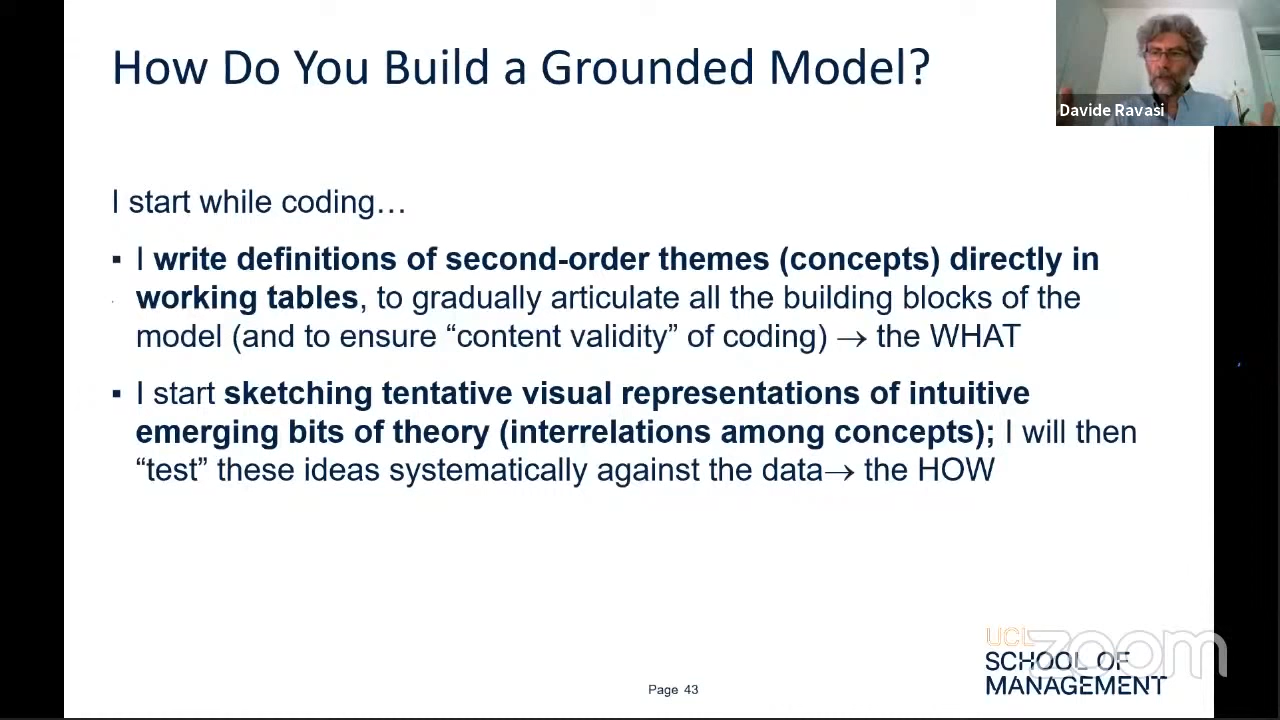 How Do You Build a Grounded Model?
Davide Ravasi
I start while coding…
▪ I write definitions of second-order themes (concepts) directly in
working tables, to gradually articulate all the building blocks of the
model (and to ensure “content validity” of coding) → the WHAT
▪ I start sketching tentative visual representations of intuitive
emerging bits of theory (interrelations among concepts); I will then
“test” these ideas systematically against the data→ the HOW
UCL
zoom
SCHOOL OF
MANAGEMENT
Page 43